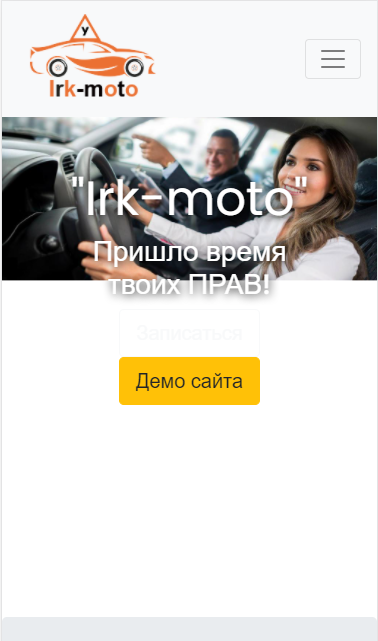 У
Irk-moto
"Irk-moto"
Пришло время
твоих ПРАВ!
Записаться
Демо сайта